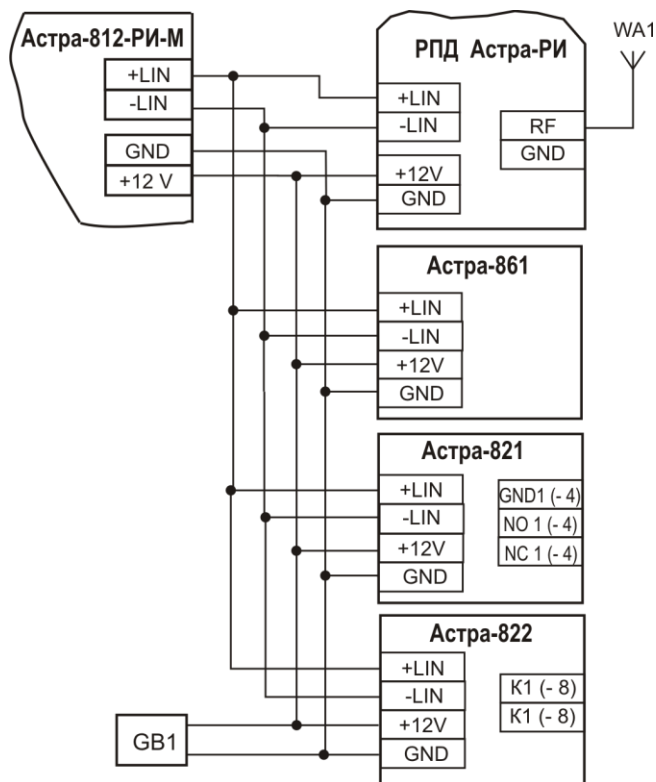 Астра-812-РИ-М
+LIN
-LIN
GND
+12 V
РПД Астра-РИ
+LIN
-LIN
+12V
GND
RF
GND
WA1
Астра-861
+LIN
-LIN
+12V
GND
Астра-821
+LIN
-LIN
+12V
GND
GND1 (- 4)
NO 1 (- 4)
NC 1 (- 4)
Астра-822
+LIN
-LIN
+12V
GND
К1 (- 8)
К1 (- 8)
GB1